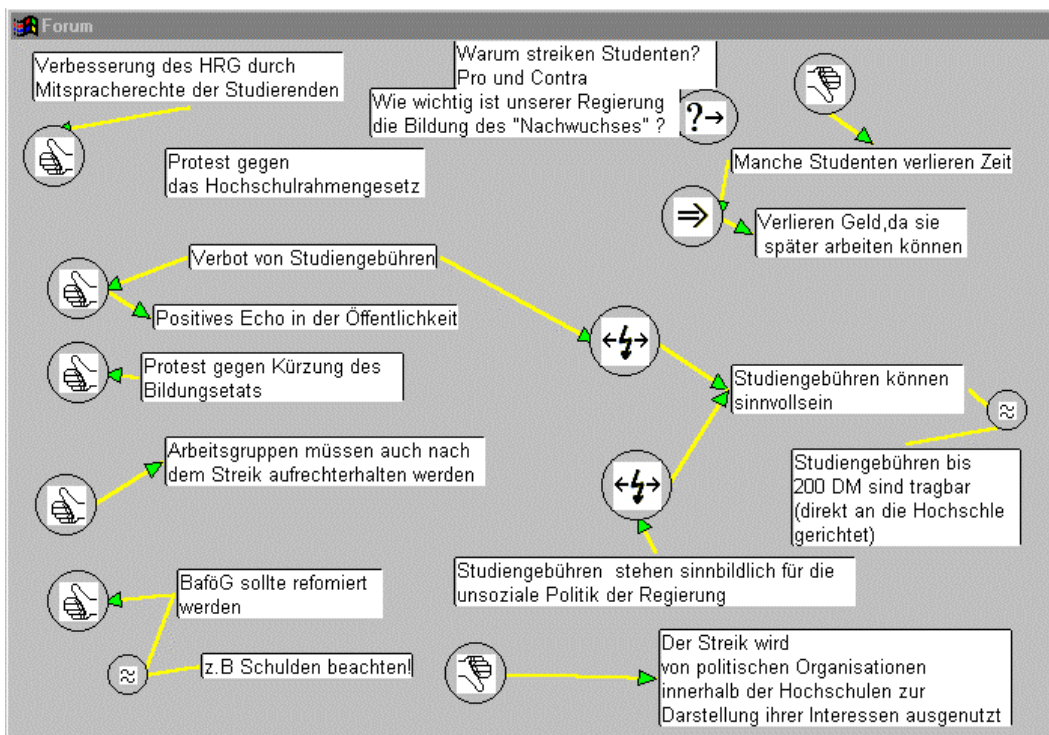 Forum
Verbesserung des HRG durch
Mitspracherechte der Studierenden
Warum streiken Studenten?
Pro und Contra
Wie wichtig ist unserer Regierung
die Bildung des "Nachwuchses" ?
?→
Protest gegen
das Hochschulrahmengesetz
Manche Studenten verlieren Zeit
⇒
Verlieren Geld,da sie
später arbeiten können
Verbot von Studiengebühren
Positives Echo in der Öffentlichkeit
Protest gegen Kürzung des
Bildungsetats
Studiengebühren können
sinnvollsein
≈
Arbeitsgruppen müssen auch nach
dem Streik aufrechterhalten werden
Studiengebühren bis
200 DM sind tragbar
(direkt an die Hochschle
gerichtet)
Studiengebühren  stehen sinnbildlich für die
unsoziale Politik der Regierung
BaföG sollte refomiert
werden
≈
z.B Schulden beachten!
Der Streik wird
von politischen Organisationen
innerhalb der Hochschulen zur
Darstellung ihrer Interessen ausgenutzt